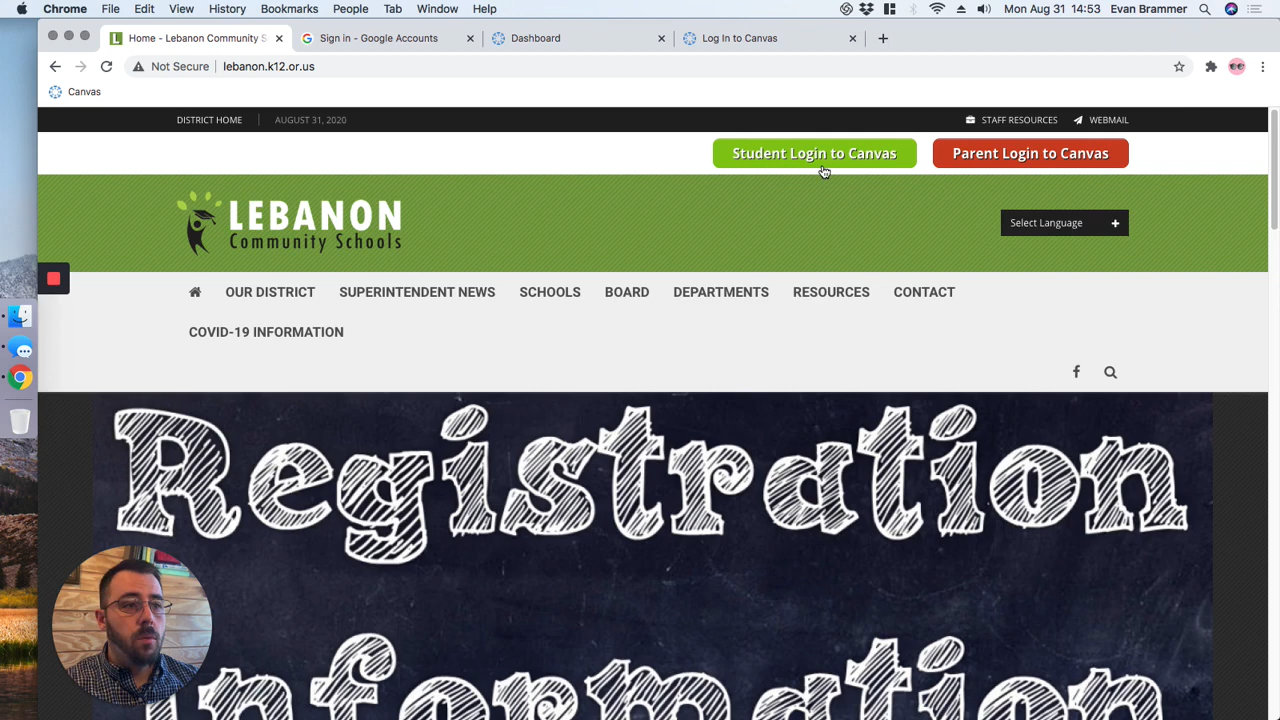 Chrome File Edit View History Bookmarks People Tab Window Help Mon Aug 31 14:53 Evan Brammer
Home - Lebanon Community S Sign in - Google Accounts Dashboard Log In to Canvas
Not Secure lebanon.k12.or.us
Canvas
DISTRICT HOME AUGUST 31, 2020 STAFF RESOURCES WEBMAIL
Student Login to Canvas Parent Login to Canvas
LEBANON
Community Schools
Select Language
OUR DISTRICT SUPERINTENDENT NEWS SCHOOLS BOARD DEPARTMENTS RESOURCES CONTACT
COVID-19 INFORMATION
Registration
Information